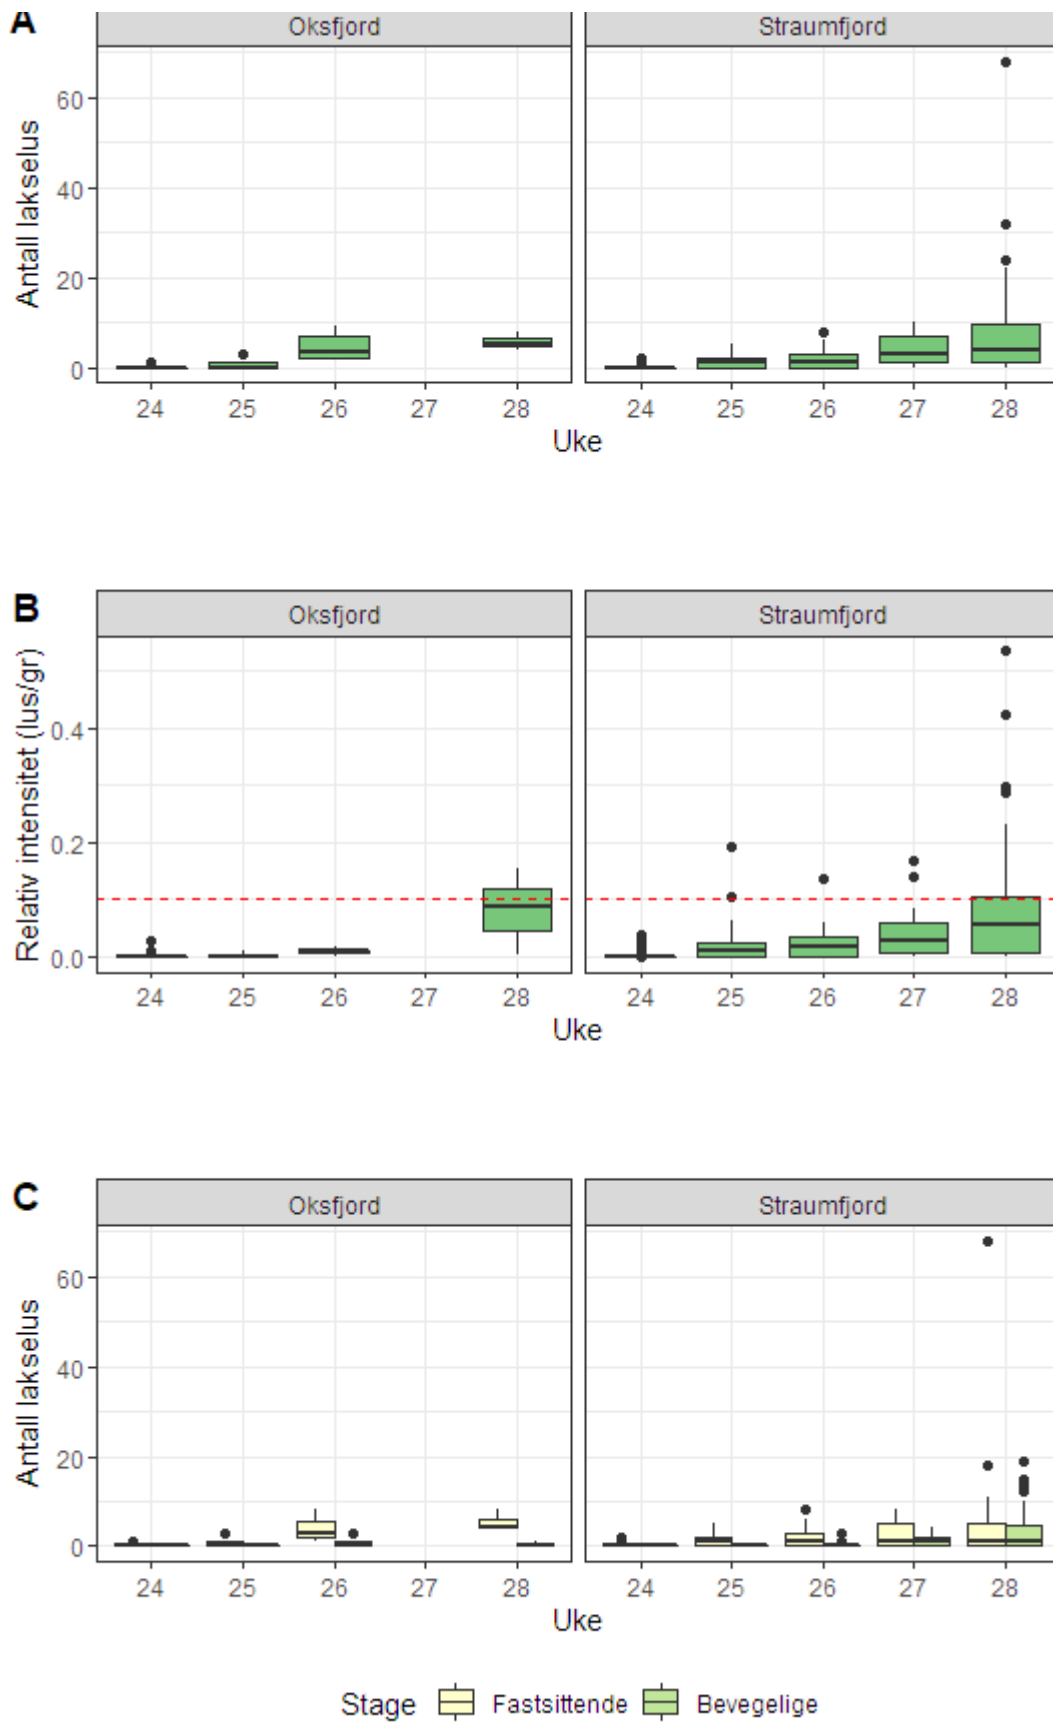 A
Oksfjord
Straumfjord
Antall lakselus
60
40
20
0
24 25 26 27 28
24 25 26 27 28
Uke
B
Oksfjord
Straumfjord
Relativ intensitet (lus/gr)
0.4
0.2
0.0
24 25 26 27 28
24 25 26 27 28
Uke
C
Oksfjord
Straumfjord
Antall lakselus
60
40
20
0
24 25 26 27 28
24 25 26 27 28
Uke
Stage Fastsittende Bevegelige